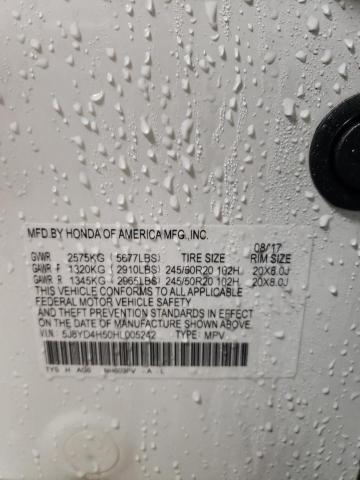 MFD BY HONDA OF AMERICA MFG.,INC. 08/17
GVWR 2575KG (5677LBS) TIRE SIZE RIM SIZE
GAWR F 1320KG (2910LBS) 245/50R20 102H 20X8.0J
GAWR R 1345KG (2965LBS) 245/50R20 102H 20X8.0J
THIS VEHICLE CONFORMS TO ALL APPLICABLE
FEDERAL MOTOR VEHICLE SAFETY
AND THEFT PREVENTION STANDARDS IN EFFECT
ON THE DATE OF MANUFACTURE SHOWN ABOVE.
V.I.N. 5J8YD4H50HL005242 TYPE: MPV
TYS H A - A - L